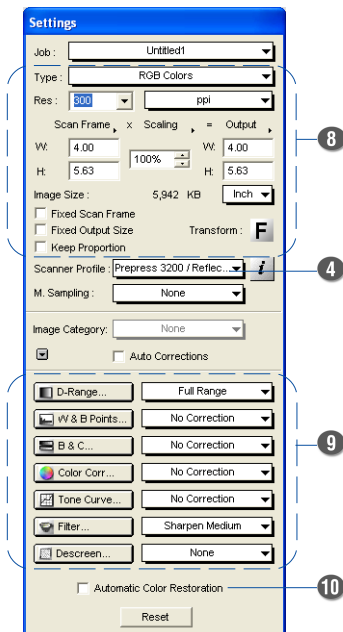 Settings
Job : Untitled1
Type : RGB Colors
Res : 300 ppi
Scan Frame x Scaling = Output
W: 4.00 100% W: 4.00
H: 5.63 H: 5.63
8
Image Size : 5,942 KB Inch
Fixed Scan Frame
Fixed Output Size Transform : F
Keep Proportion
Scanner Profile : Prepress 3200 / Reflec... i
4
M. Sampling : None
Image Category: None
Auto Corrections
D-Range... Full Range
W & B Points... No Correction
B & C... No Correction
9
Color Corr... No Correction
Tone Curve... No Correction
Filter... Sharpen Medium
Descreen... None
Automatic Color Restoration
10
Reset